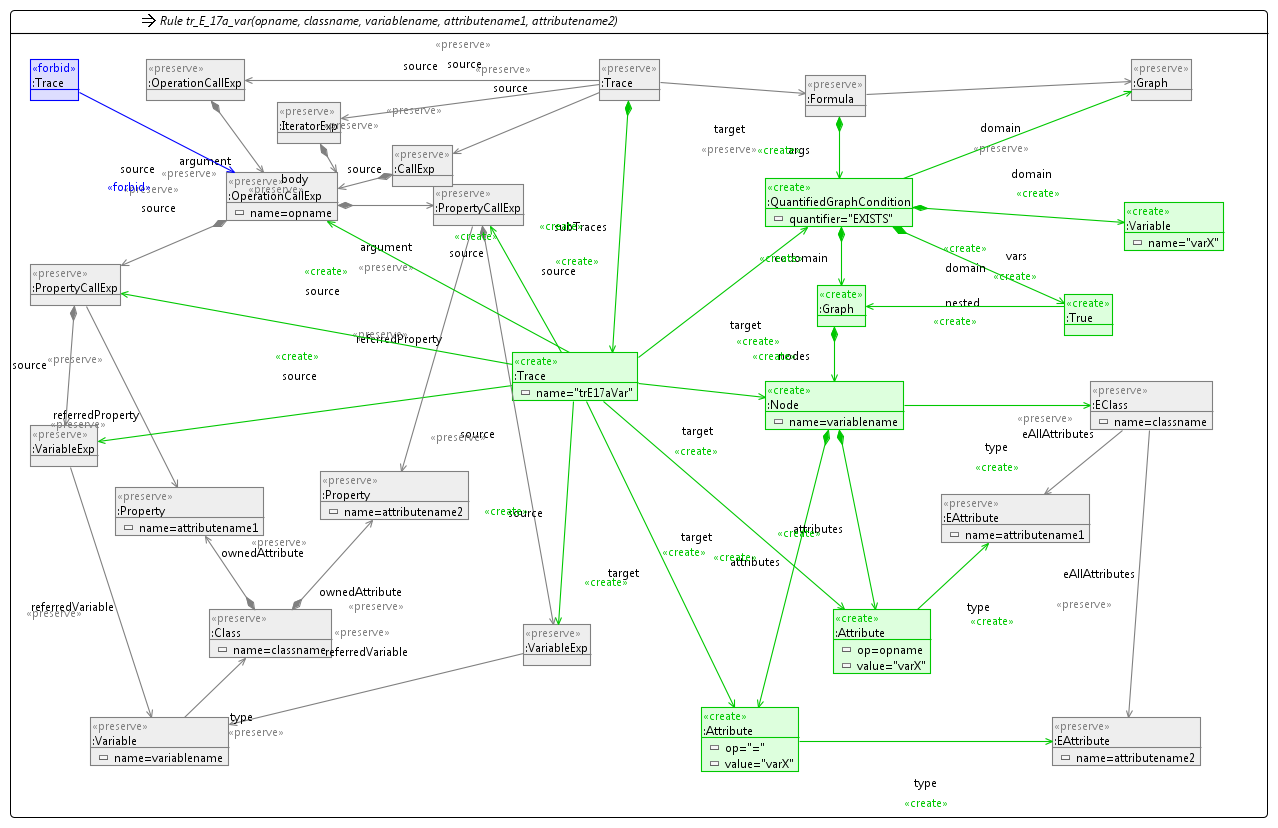 Rule tr_E_17a_var(opname, classname, variablename, attributename1, attributename2)
«preserve»
source
source
«preserve»
source
«forbid»
:Trace
«preserve»
:OperationCallExp
«preserve»
:IteratorExp
«preserve»
«preserve»
«preserve»
:Trace
«preserve»
:Formula
«preserve»
:Graph
target
«preserve»
«create»
args
domain
«preserve»
domain
«create»
source
argument
«preserve»
«forbid»
«preserve»
source
source
«preserve»
:CallExp
«preserve»
body
«preserve»
:OperationCallExp
name=opname
«preserve»
:PropertyCallExp
«create»
:QuantifiedGraphCondition
quantifier="EXISTS"
«create»
:Variable
name="varX"
«create»
«create»
subTraces
argument
«preserve»
source
«create»
source
«create»
source
«create»
domain
«create»
domain
vars
«create»
«preserve»
:PropertyCallExp
«create»
:Graph
nested
«create»
«create»
:True
source
«preserve»
«preserve»
referredProperty
«create»
source
target
«create»
«create»
nodes
«create»
:Trace
name="trE17aVar"
«create»
:Node
name=variablename
«preserve»
:EClass
name=classname
«preserve»
eAllAttributes
type
«create»
referredProperty
«preserve»
«preserve»
:VariableExp
«preserve»
source
target
«create»
«preserve»
:Property
name=attributename1
«preserve»
:Property
name=attributename2
«create»
source
«preserve»
:EAttribute
name=attributename1
«create»
attributes
target
«create»
«create»
attributes
«preserve»
ownedAttribute
ownedAttribute
«preserve»
target
«create»
eAllAttributes
«preserve»
type
«create»
referredVariable
«preserve»
«preserve»
:Class
name=classname
«preserve»
referredVariable
«preserve»
:VariableExp
«create»
:Attribute
op=opname
value="varX"
«preserve»
:Variable
name=variablename
type
«preserve»
«create»
:Attribute
op="="
value="varX"
«preserve»
:EAttribute
name=attributename2
type
«create»